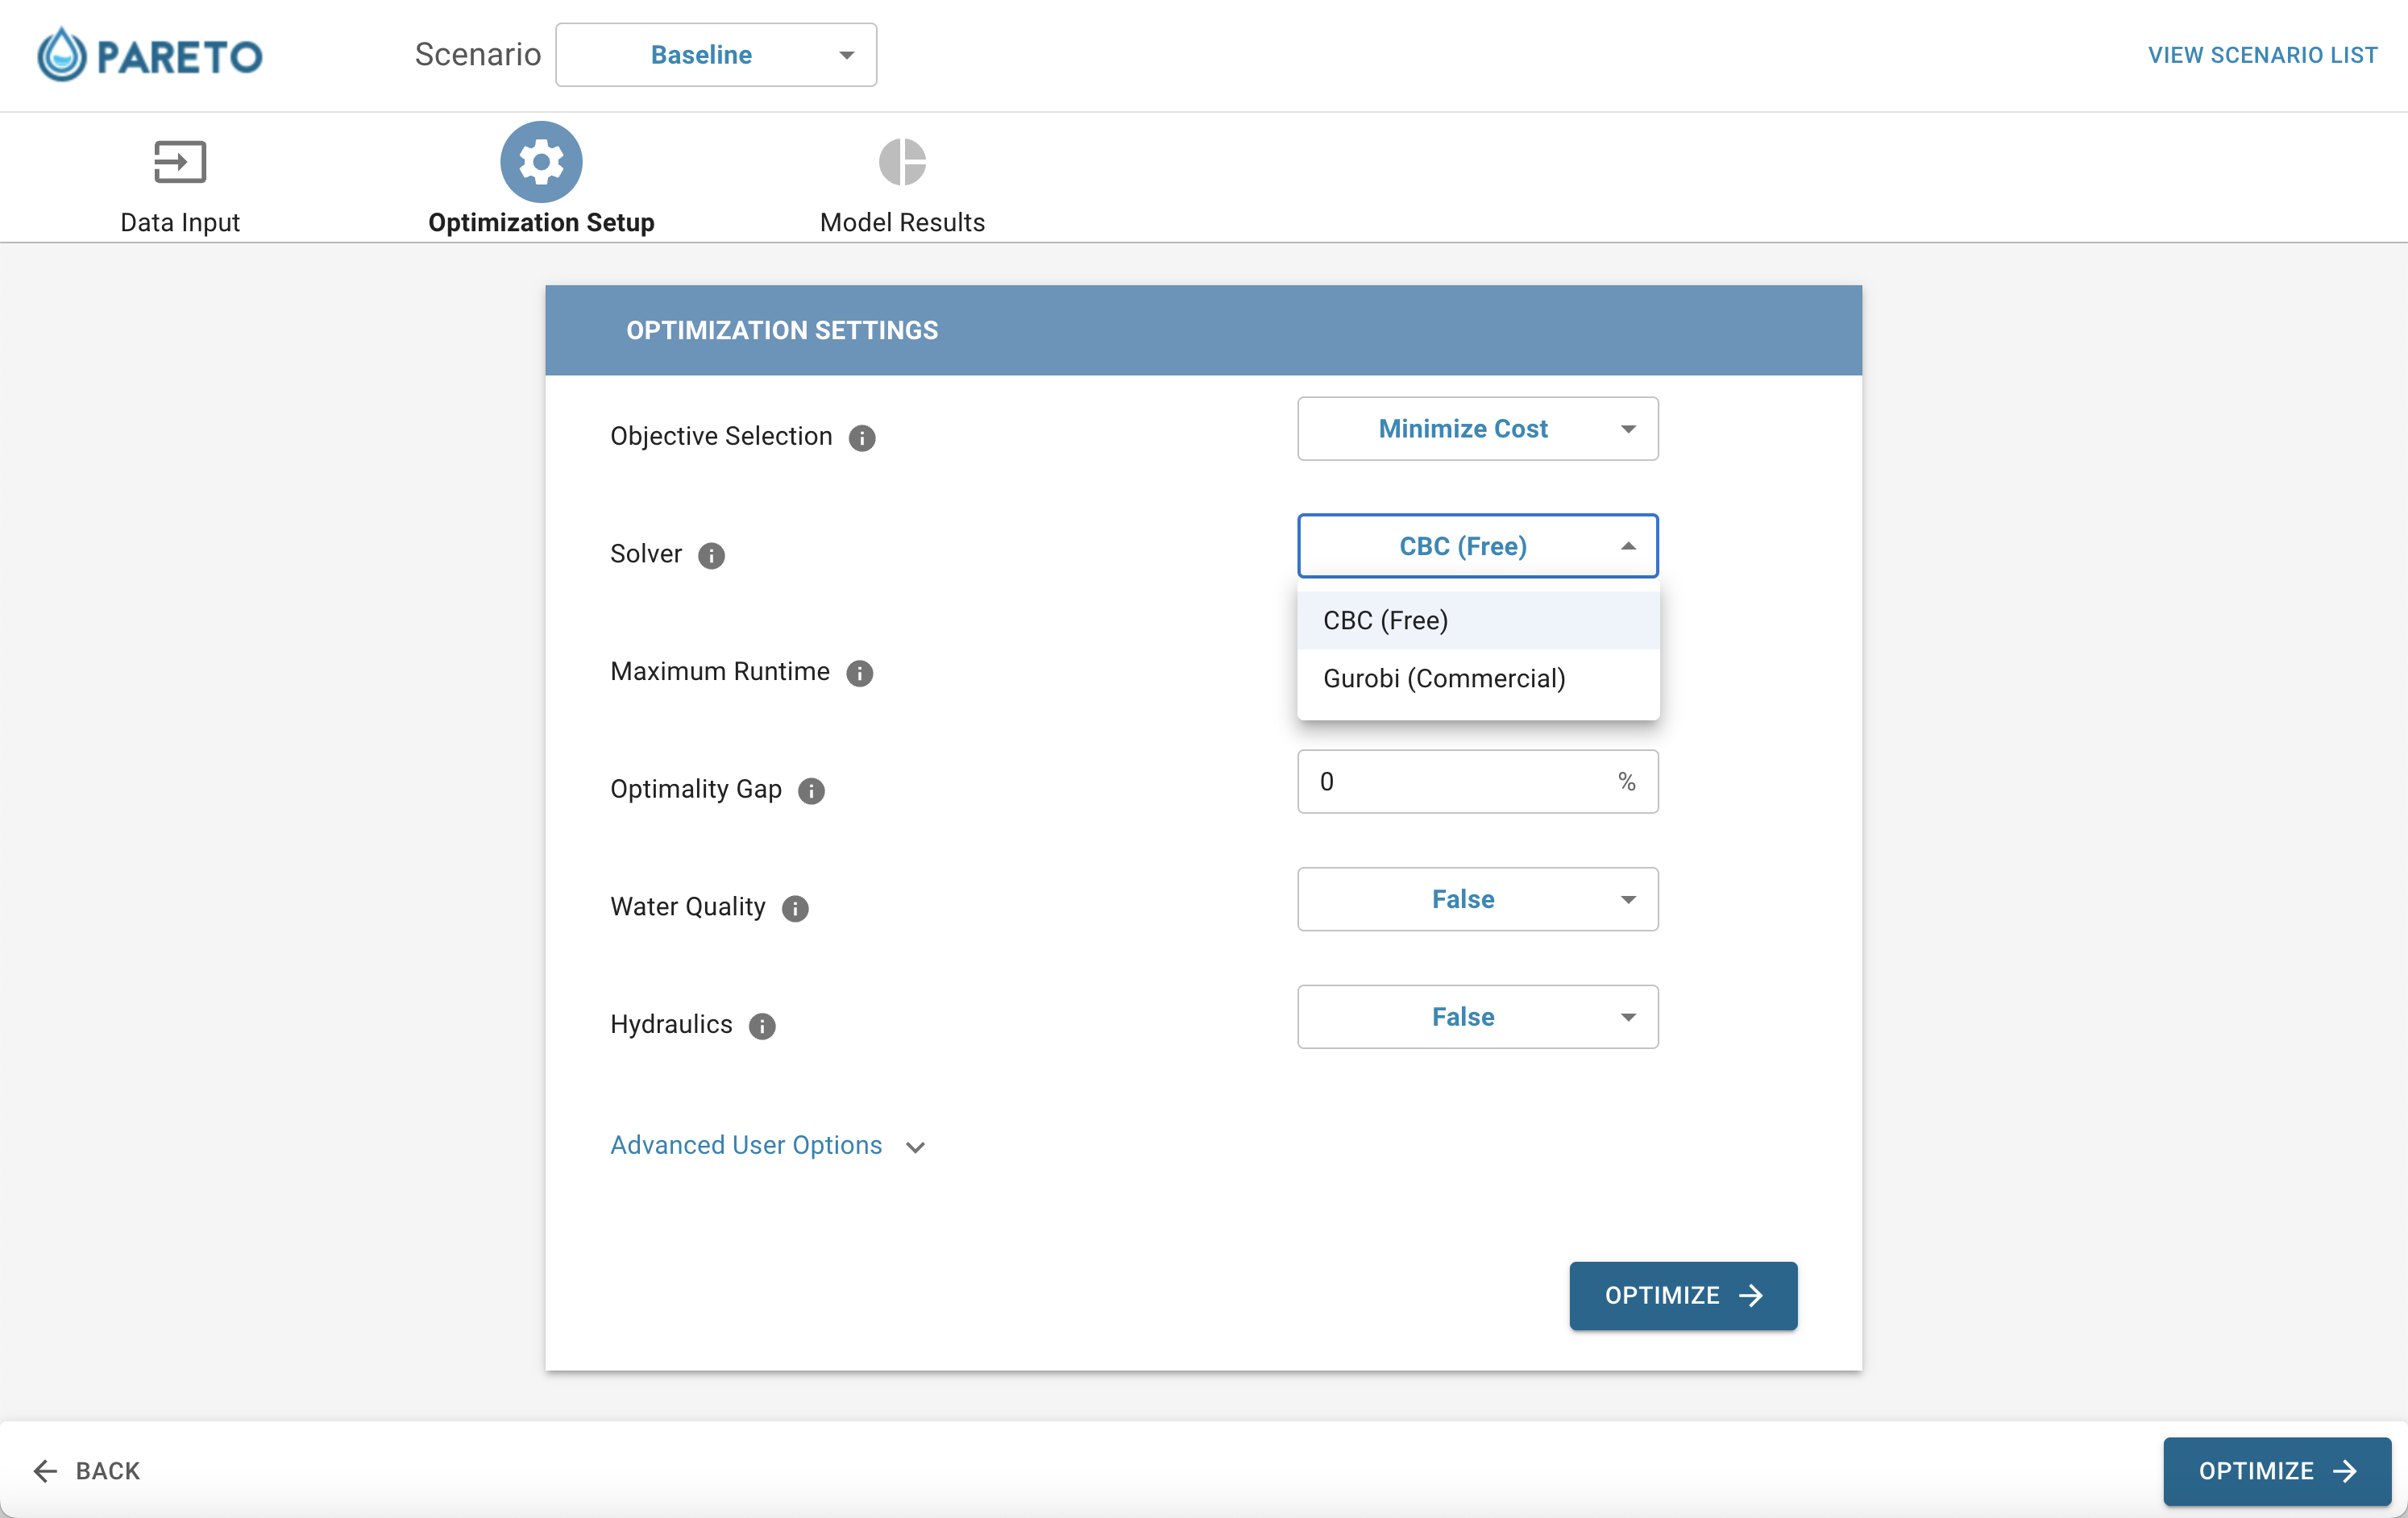 PARETO
Scenario
Baseline
VIEW SCENARIO LIST
Data Input
Optimization Setup
Model Results
OPTIMIZATION SETTINGS
Objective Selection
Minimize Cost
Solver
CBC (Free)
CBC (Free)
Gurobi (Commercial)
Maximum Runtime
Optimality Gap
0 %
Water Quality
False
Hydraulics
False
Advanced User Options
OPTIMIZE
BACK
OPTIMIZE